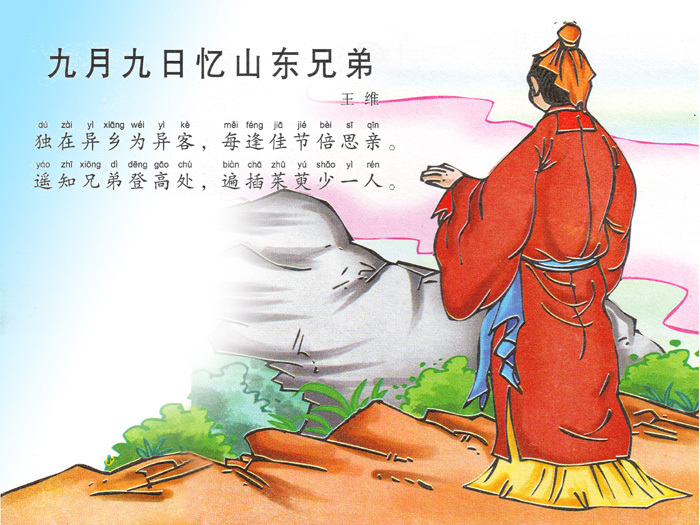 九月九日忆山东兄弟
王维
dú zài yì xiāng wéi yì kè měi féng jiā jié bèi sī qīn
独在异乡为异客，每逢佳节倍思亲。
yáo zhī xiōng dì dēng gāo chù biàn chā zhū yú shǎo yì rén
遥知兄弟登高处，遍插茱萸少一人。